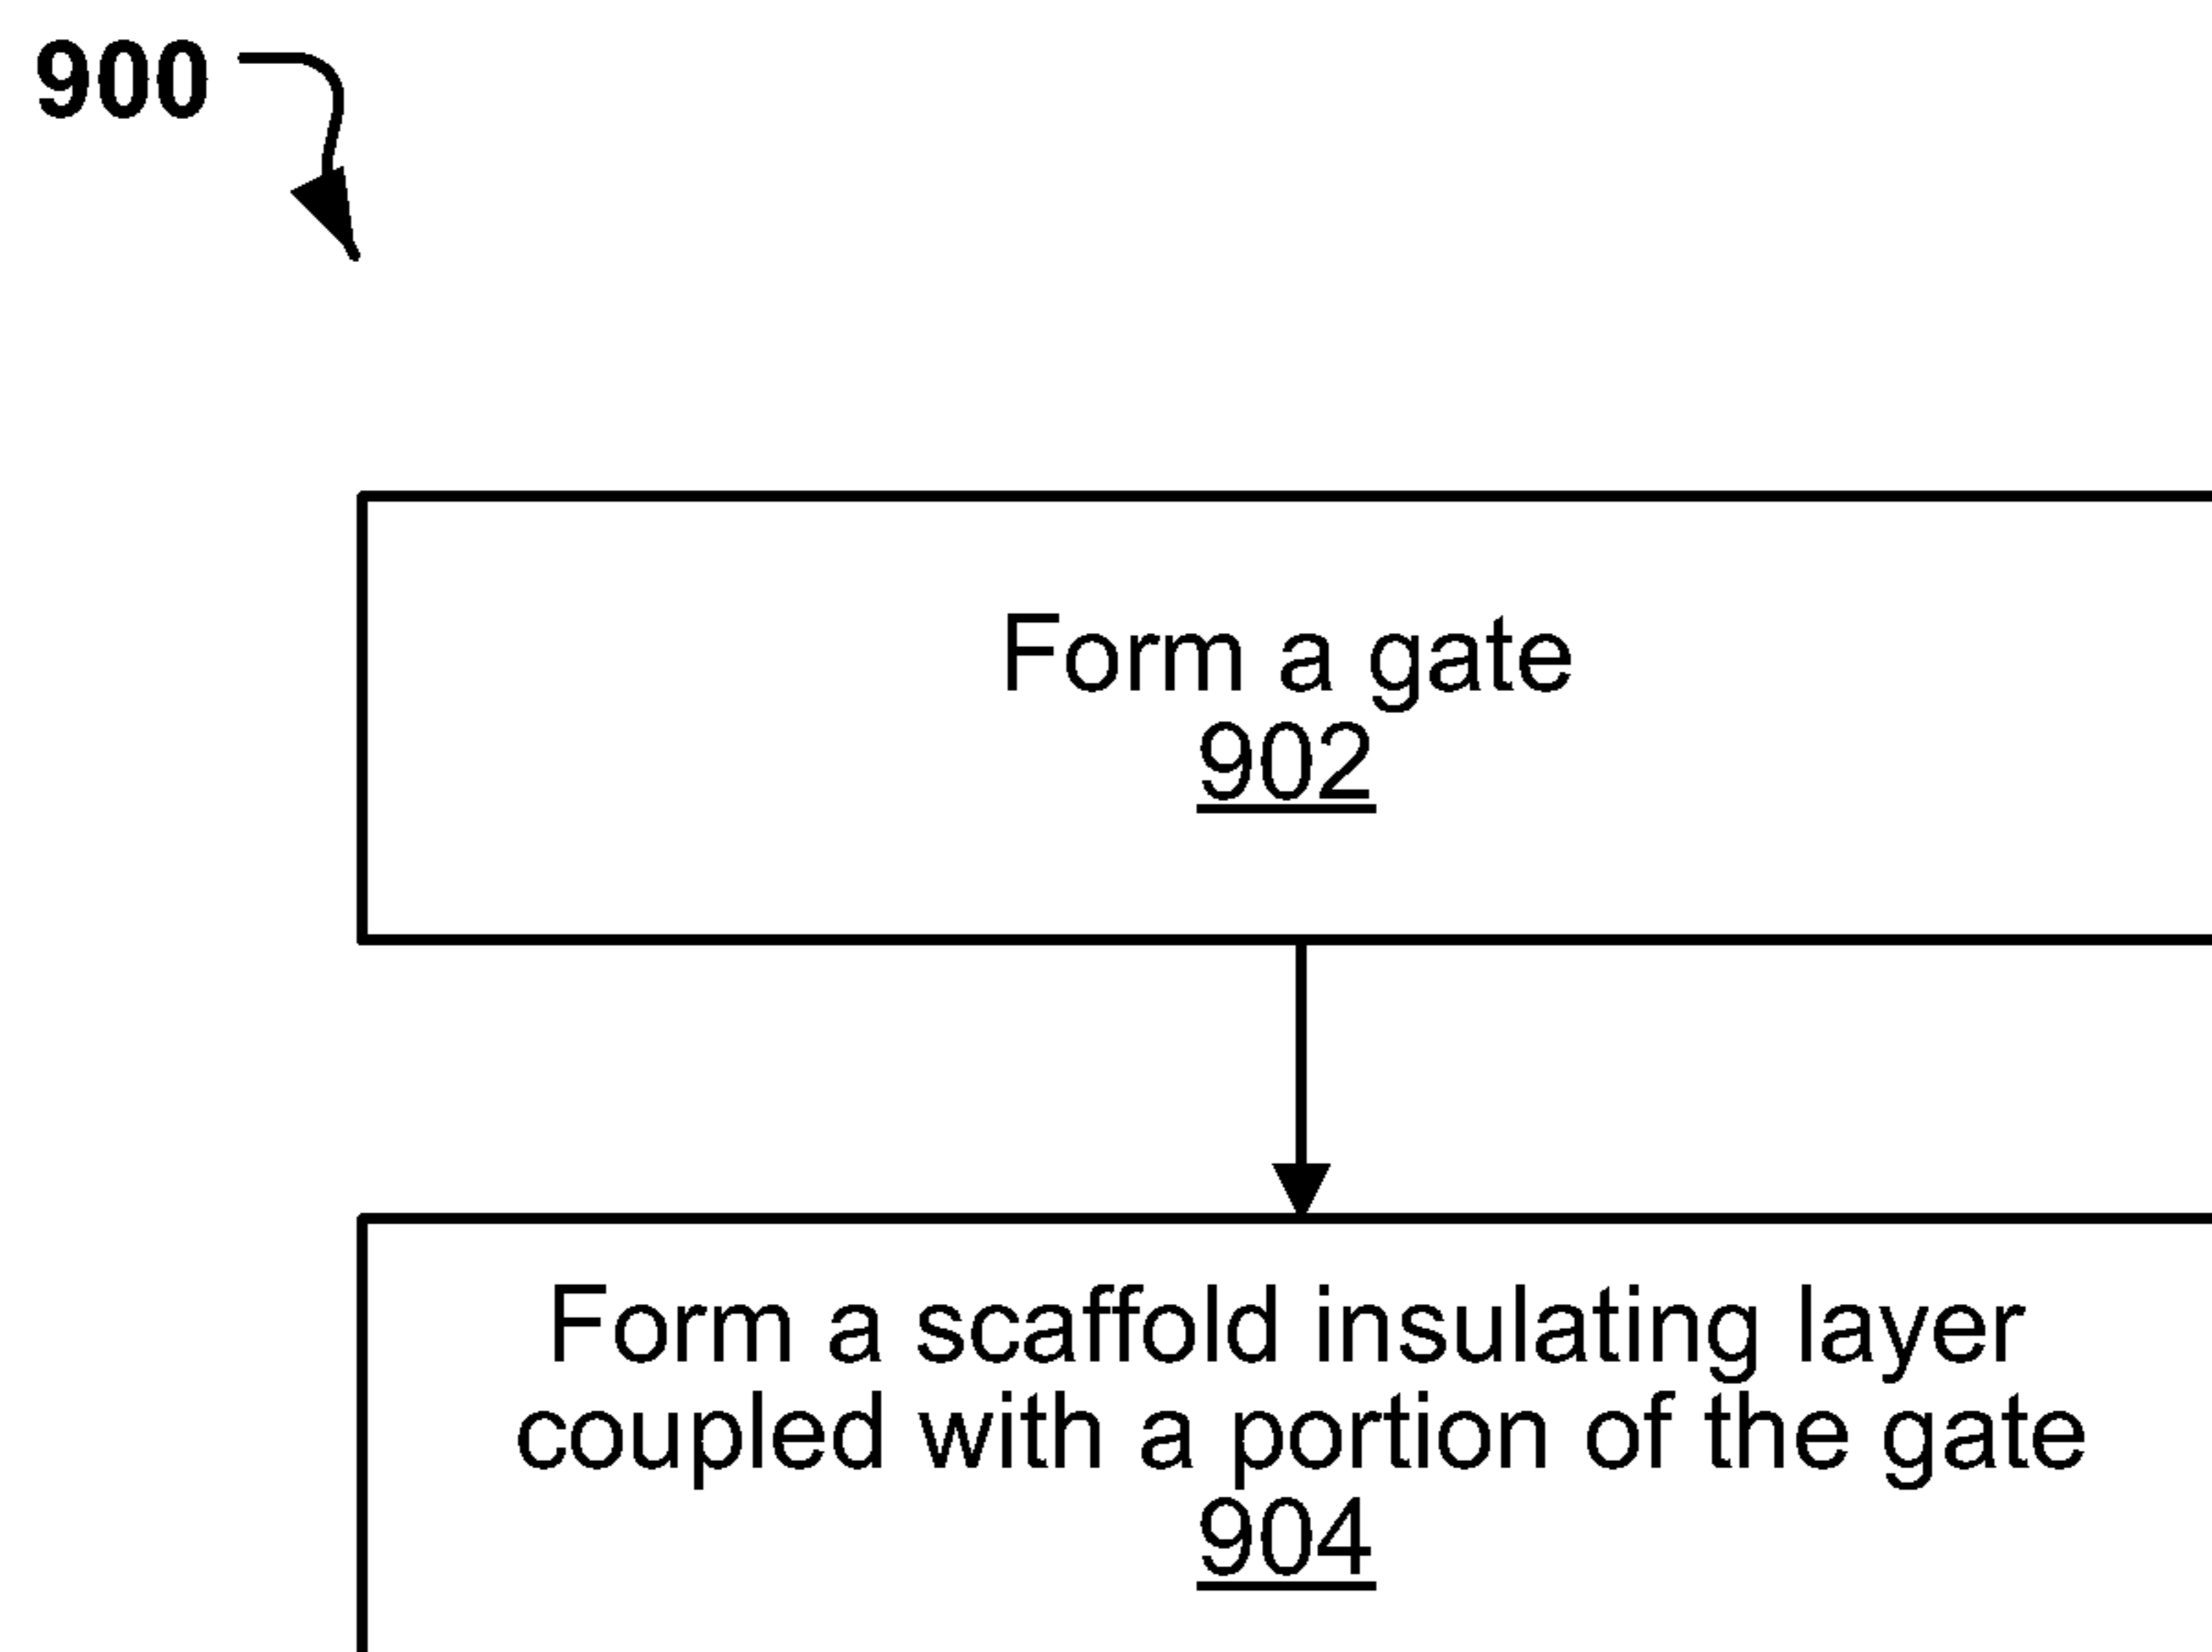 900
Form a gate
902
Form a scaffold insulating layer
coupled with a portion of the gate
904